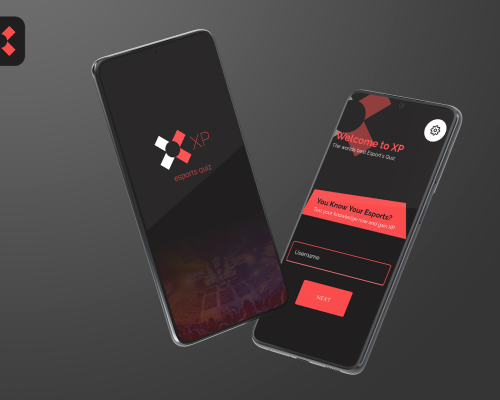 XP
esports quiz
Welcome to XP
The worlds best Esport's Quiz
You Know Your Esports?
Test your knowledge now and gain XP
Username
NEXT